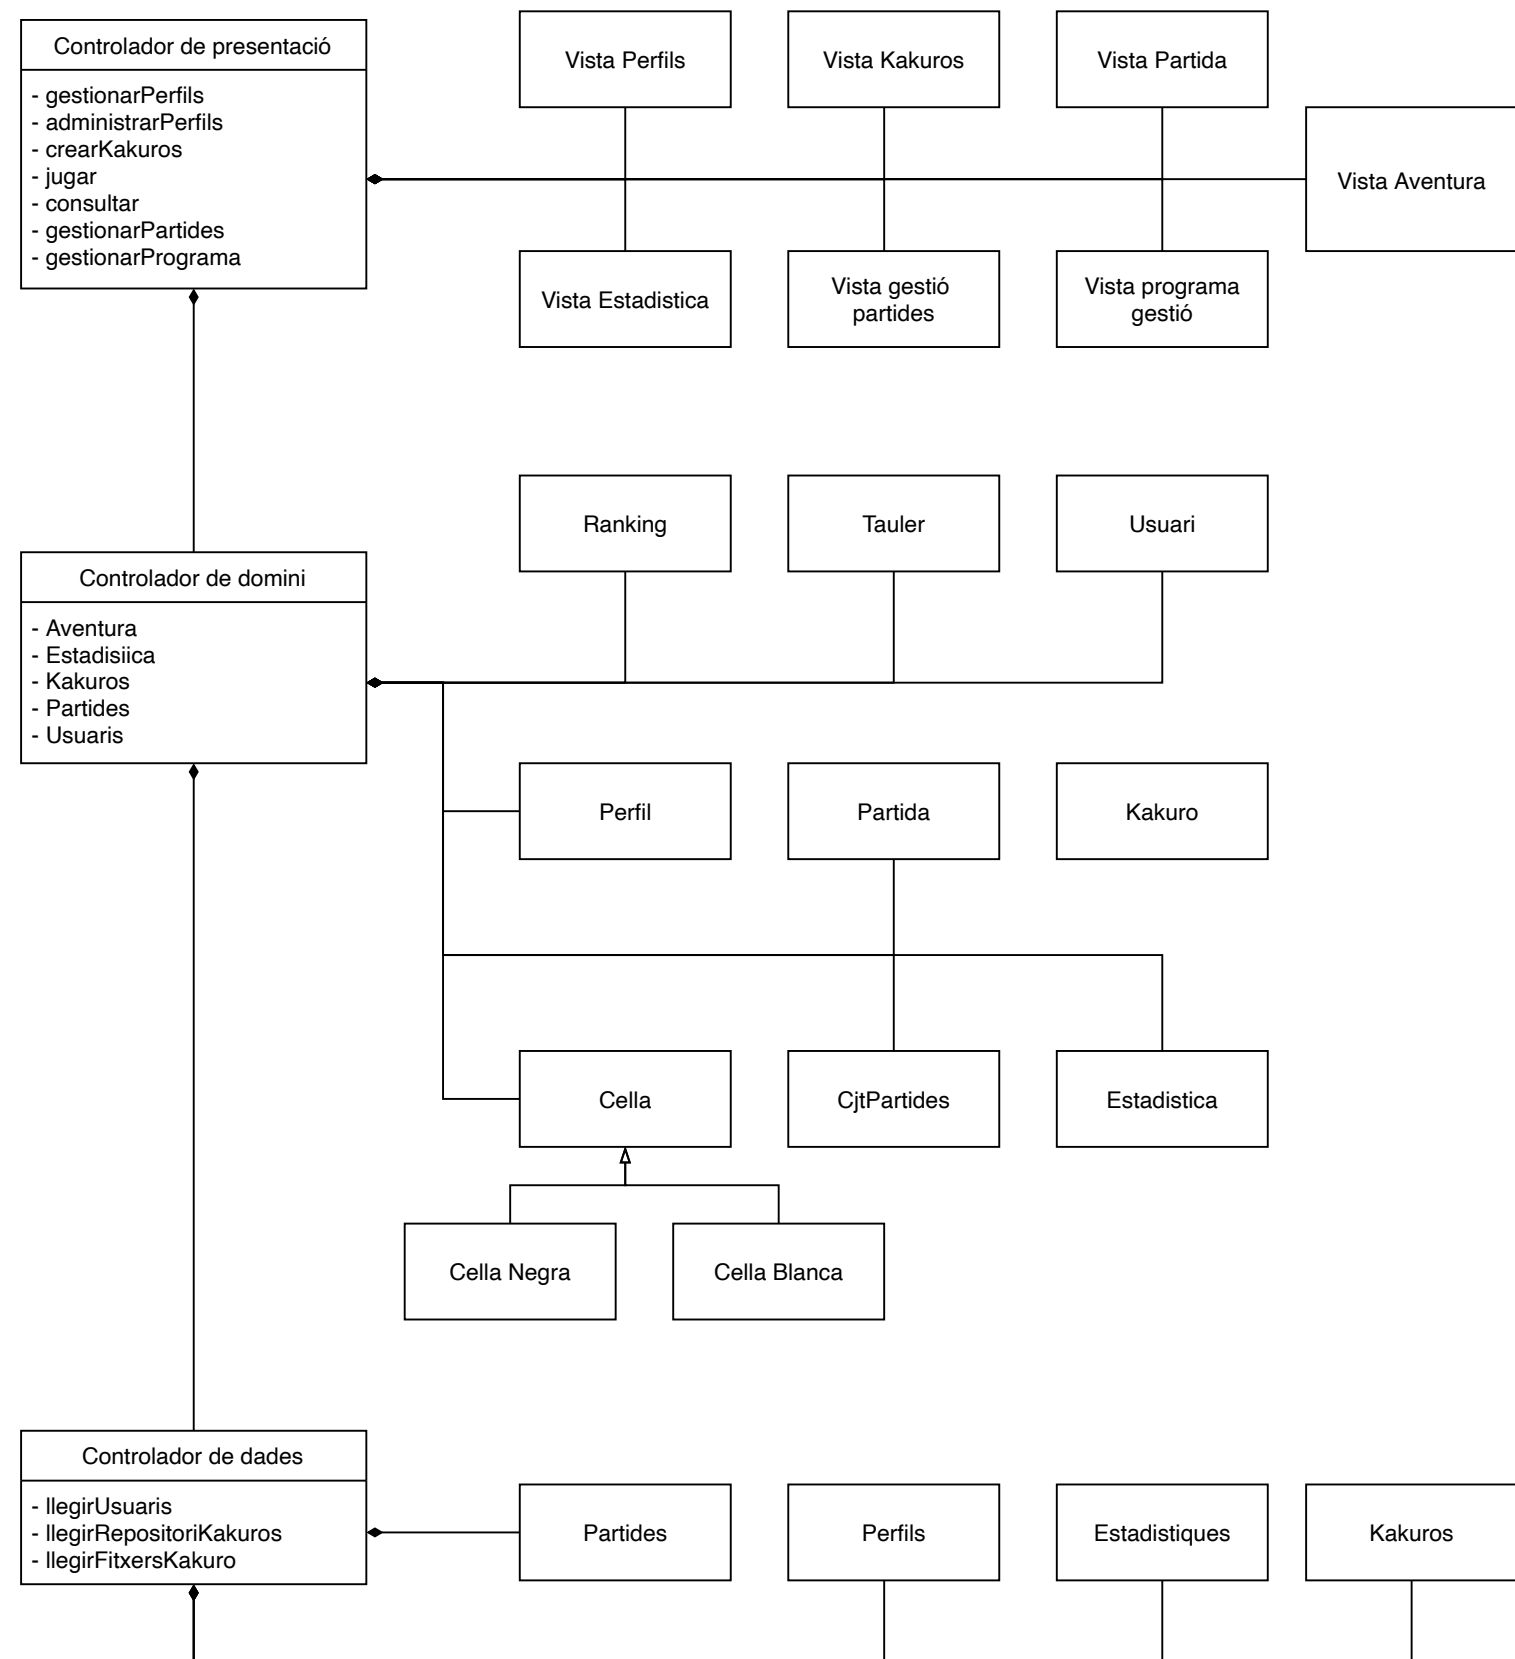 Controlador de presentació
- gestionarPerfils
- administrarPerfils
- crearKakuros
- jugar
- consultar
- gestionarPartides
- gestionarPrograma
Vista Perfils
Vista Kakuros
Vista Partida
Vista Aventura
Vista Estadistica
Vista gestió
partides
Vista programa
gestió
Ranking
Tauler
Usuari
Controlador de domini
- Aventura
- Estadisiica
- Kakuros
- Partides
- Usuaris
Perfil
Partida
Kakuro
Cella
CjtPartides
Estadistica
Cella Negra
Cella Blanca
Controlador de dades
- llegirUsuaris
- llegirRepositoriKakuros
- llegirFitxersKakuro
Partides
Perfils
Estadistiques
Kakuros